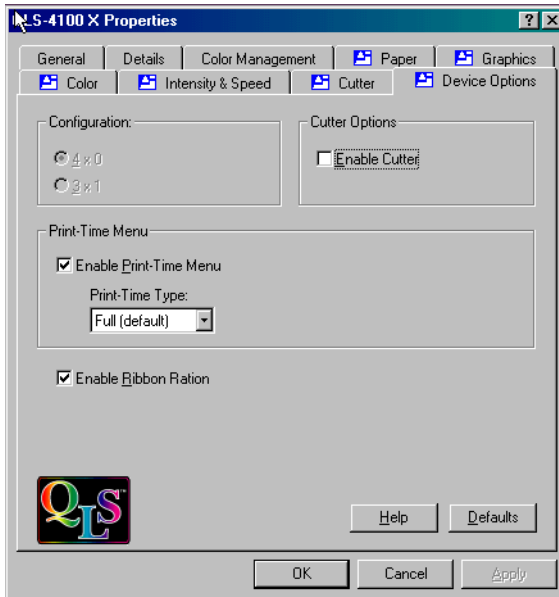 QLS-4100 X Properties
General Details Color Management Paper Graphics
Color Intensity & Speed Cutter Device Options
Configuration: Cutter Options
4 x 0 Enable Cutter
3 x 1
Print-Time Menu
Enable Print-Time Menu
Print-Time Type:
Full (default)
Enable Ribbon Ration
QLS™
Help Defaults
OK Cancel Apply